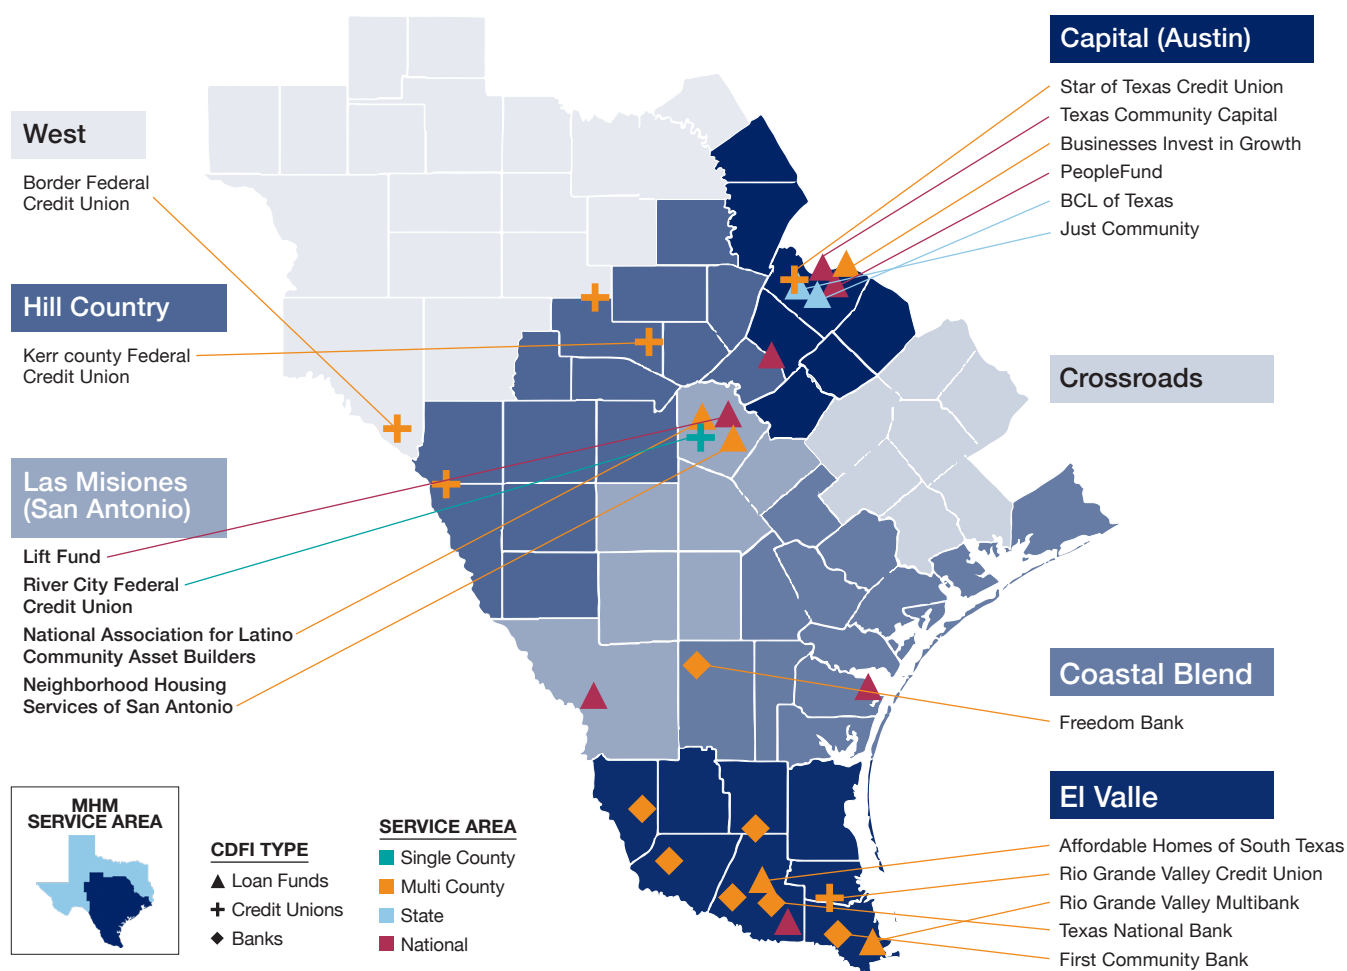 West
Border Federal
Credit Union
Hill Country
Kerr county Federal
Credit Union
Las Misiones
(San Antonio)
Lift Fund
River City Federal
Credit Union
National Association for Latino
Community Asset Builders
Neighborhood Housing
Services of San Antonio
MHM
SERVICE AREA
CDFI TYPE
Loan Funds
Credit Unions
Banks
SERVICE AREA
Single County
Multi County
State
National
Capital (Austin)
Star of Texas Credit Union
Texas Community Capital
Businesses Invest in Growth
PeopleFund
BCL of Texas
Just Community
Crossroads
Coastal Blend
Freedom Bank
El Valle
Affordable Homes of South Texas
Rio Grande Valley Credit Union
Rio Grande Valley Multibank
Texas National Bank
First Community Bank